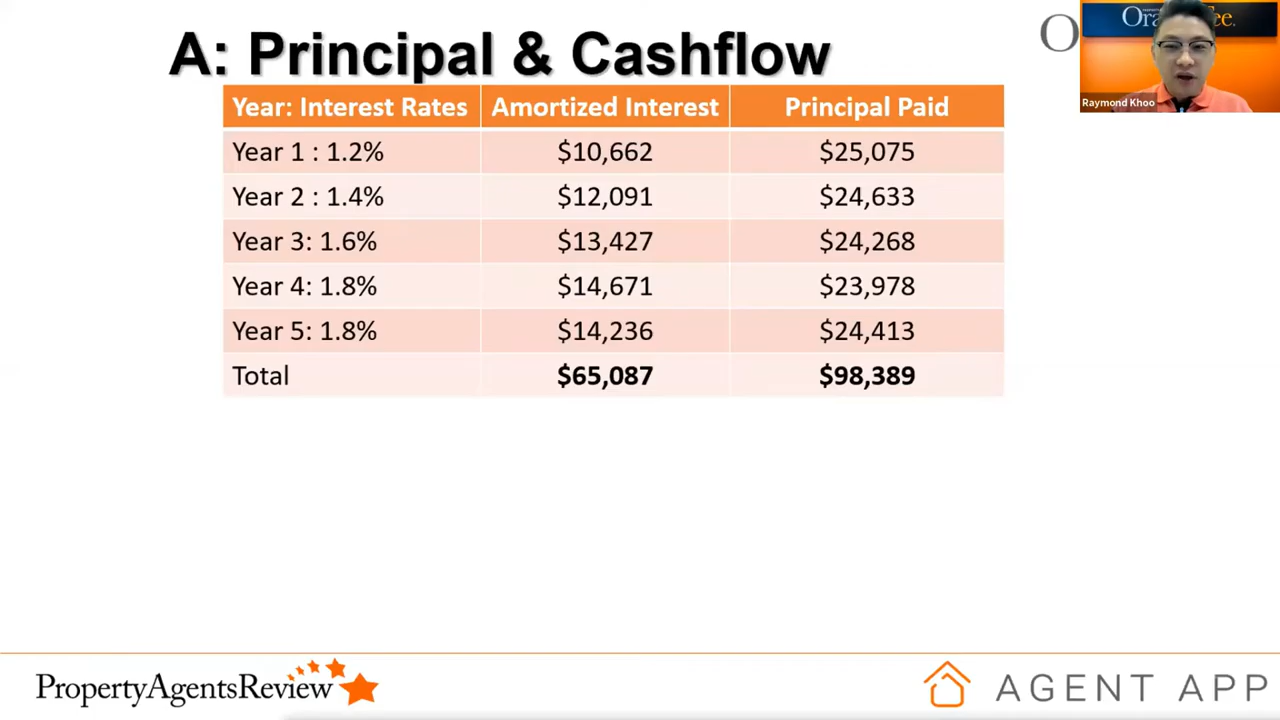 A: Principal & Cashflow
Year: Interest Rates Amortized Interest Principal Paid
Year 1 : 1.2% $10,662 $25,075
Year 2 : 1.4% $12,091 $24,633
Year 3: 1.6% $13,427 $24,268
Year 4: 1.8% $14,671 $23,978
Year 5: 1.8% $14,236 $24,413
Total $65,087 $98,389
Raymond Khoo
PropertyAgentsReview
AGENT APP